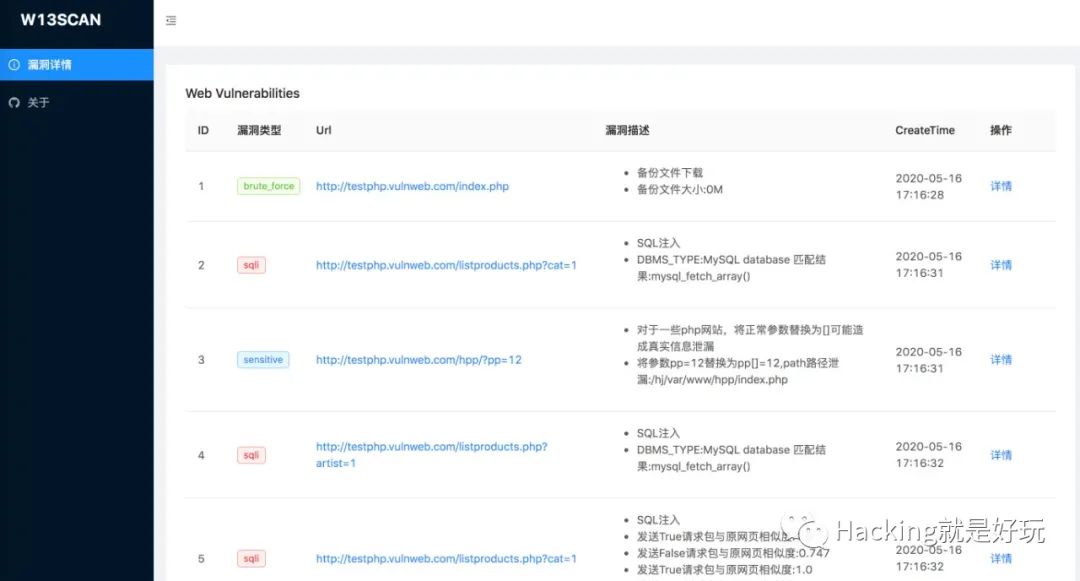 W13SCAN
漏洞详情
关于
Web Vulnerabilities
ID 漏洞类型 Url 漏洞描述 CreateTime 操作
1 brute_force http://testphp.vulnweb.com/index.php
备份文件下载
备份文件大小:0M
2020-05-16
17:16:28
详情
2 sqli http://testphp.vulnweb.com/listproducts.php?cat=1
SQL注入
DBMS_TYPE:MySQL database 匹配结
果:mysql_fetch_array()
2020-05-16
17:16:31
详情
3 sensitive http://testphp.vulnweb.com/hpp/?pp=12
对于一些php网站，将正常参数替换为[]可能造
成真实信息泄漏
将参数pp=12替换为pp[]=12,path路径泄
漏:/hj/var/www/hpp/index.php
2020-05-16
17:16:31
详情
4 sqli http://testphp.vulnweb.com/listproducts.php?
artist=1
SQL注入
DBMS_TYPE:MySQL database 匹配结
果:mysql_fetch_array()
2020-05-16
17:16:32
详情
5 sqli http://testphp.vulnweb.com/listproducts.php?cat=1
SQL注入
发送True请求包与原网页相似度
发送False请求包与原网页相似度:0.747
发送True请求包与原网页相似度:1.0
2020-05-16
17:16:32
详情
Hacking就是好玩